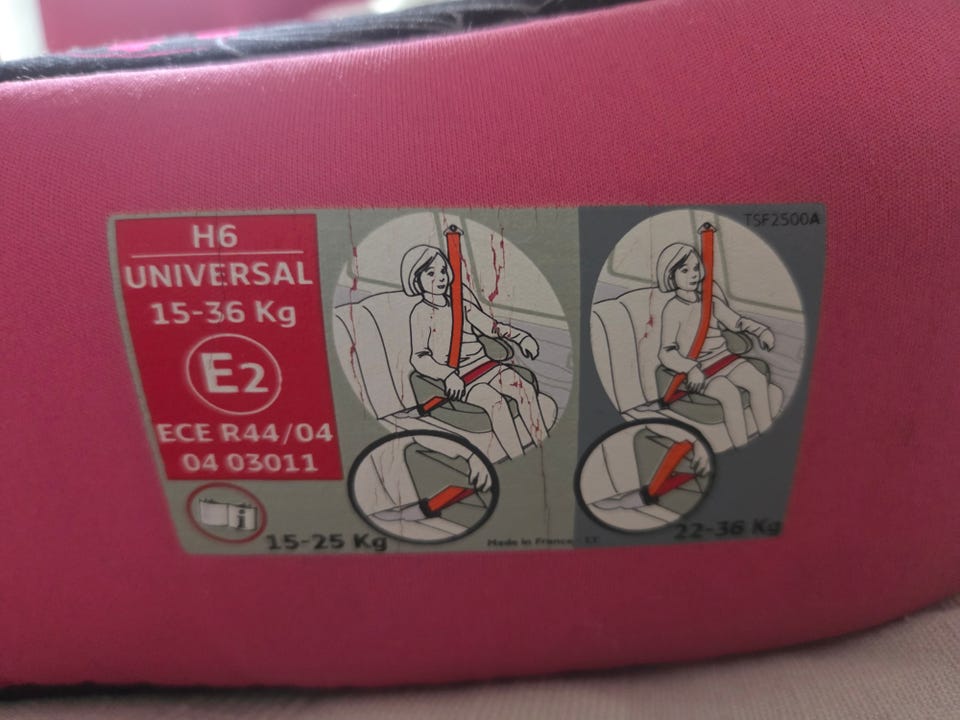 H6
UNIVERSAL
15-36 Kg
E2
ECE R44/04
04 03011
i
15-25 Kg
Made in France
TSF2500A
22-36 Kg